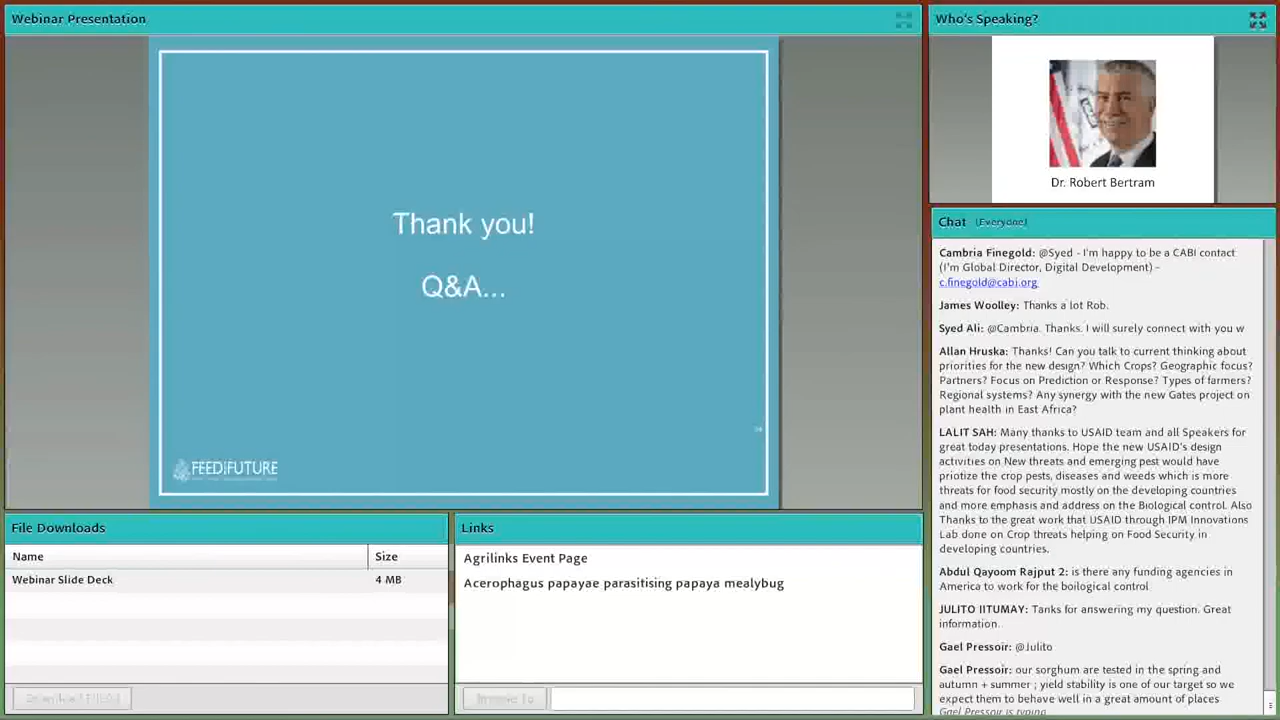 Webinar Presentation
Thank you!
Q&A...
FEEDIFUTURE
Who's Speaking?
Dr. Robert Bertram
Chat (Everyone)
Cambria Finegold: @Syed - I'm happy to be a CABI contact
(I'm Global Director, Digital Development) -
c.finegold@cabi.org
James Woolley: Thanks a lot Rob.
Syed Ali: @Cambria. Thanks. I will surely connect with you w
Allan Hruska: Thanks! Can you talk to current thinking about
priorities for the new design? Which Crops? Geographic focus?
Partners? Focus on Prediction or Response? Types of farmers?
Regional systems? Any synergy with the new Gates project on
plant health in East Africa?
LALIT SAH: Many thanks to USAID team and all Speakers for
great today presentations. Hope the new USAID's design
activities on New threats and emerging pest would have
priotize the crop pests, diseases and weeds which is more
threats for food security mostly on the developing countries
and more emphasis and address on the Biological control. Also
Thanks to the great work that USAID through IPM Innovations
Lab done on Crop threats helping on Food Security in
developing countries.
Abdul Qayoom Rajput 2: is there any funding agencies in
America to work for the boilogical control
JULITO IITUMAY: Tanks for answering my question. Great
information.
Gael Pressoir: @Julito
Gael Pressoir: our sorghum are tested in the spring and
autumn + summer ; yield stability is one of our target so we
expect them to behave well in a great amount of places
Gael Pressoir is typing
File Downloads
Name Size
Webinar Slide Deck 4 MB
Links
Agrilinks Event Page
Acerophagus papayae parasitising papaya mealybug